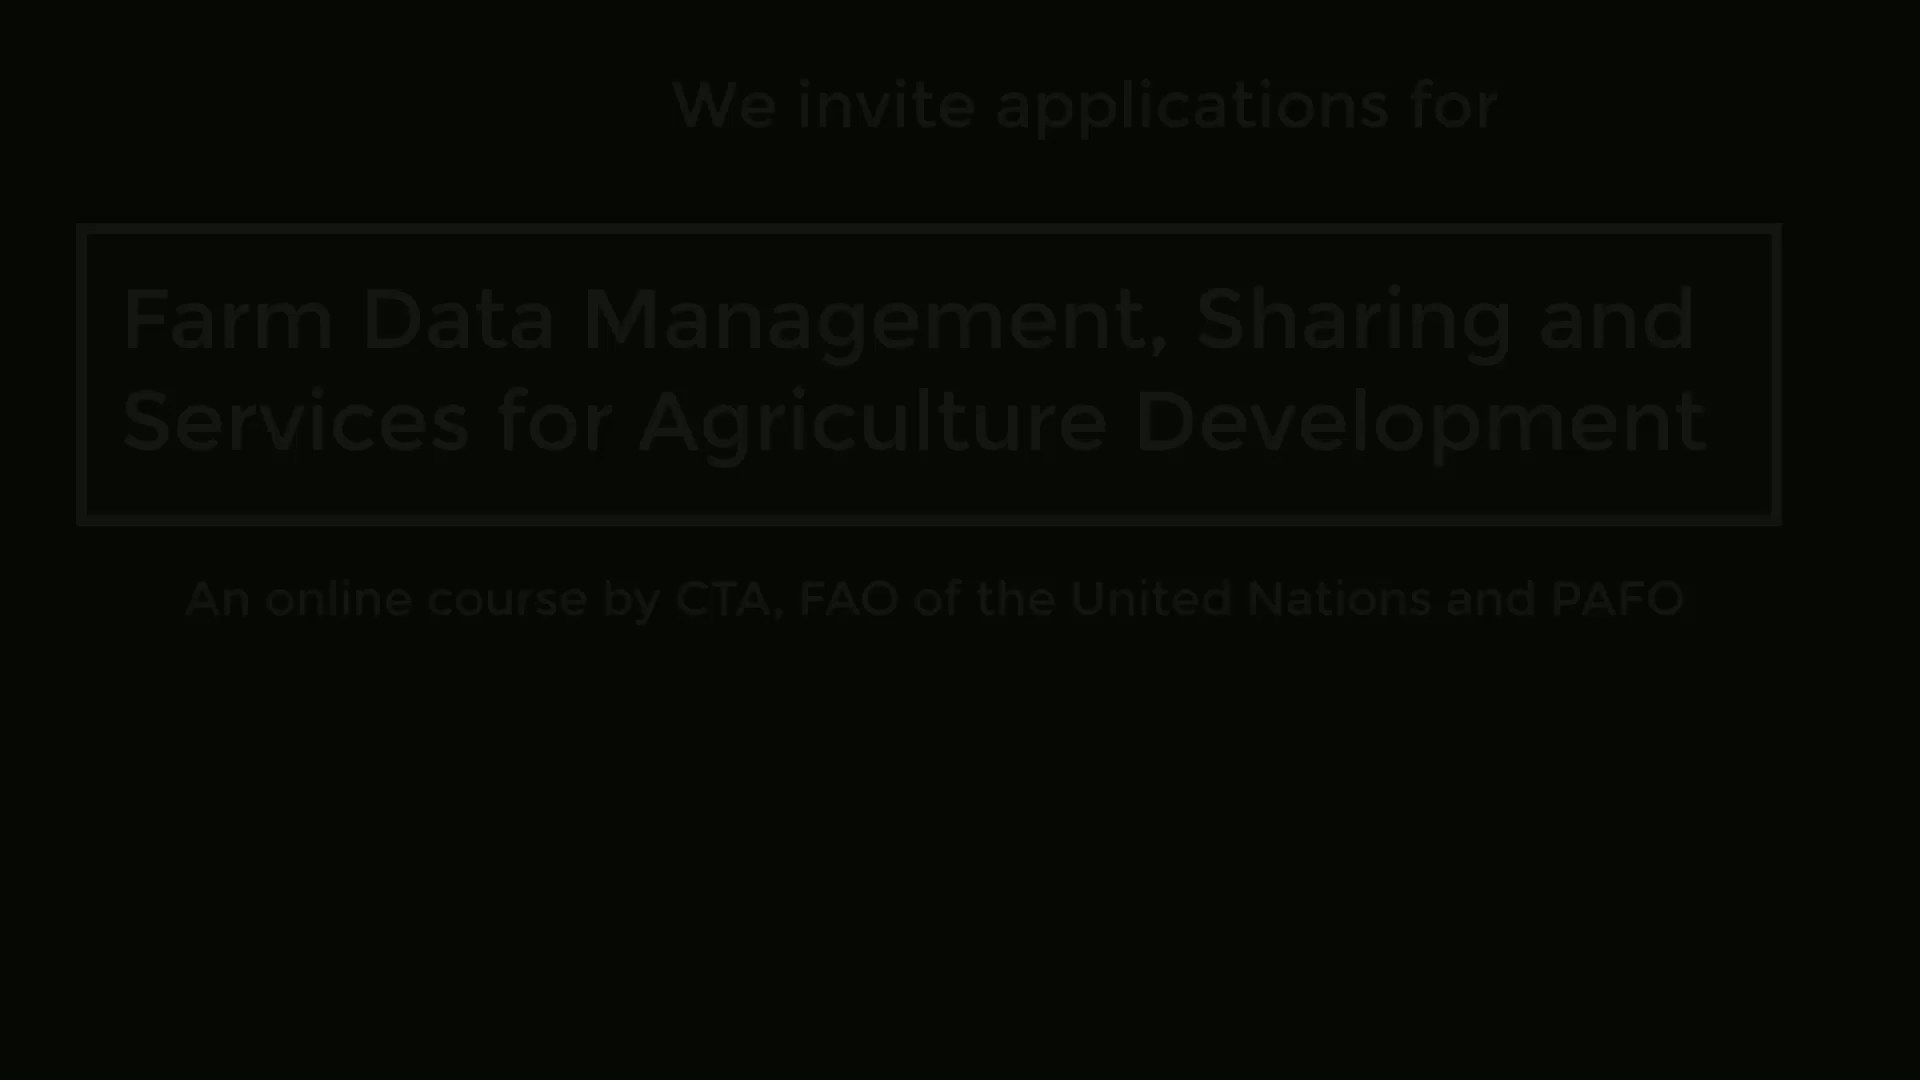 We invite applications for
Farm Data Management, Sharing and
Services for Agriculture Development
An online course by CTA, FAO of the United Nations and PAFO